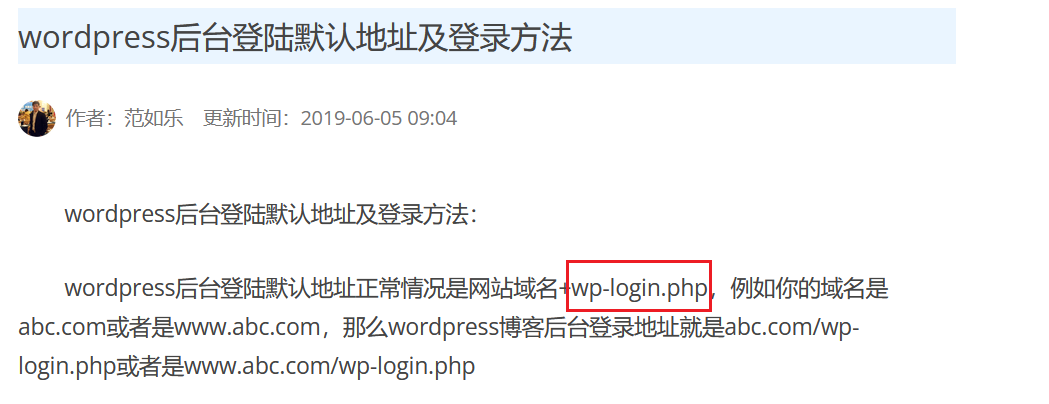 wordpress后台登陆默认地址及登录方法
作者：范如乐 更新时间：2019-06-05 09:04
wordpress后台登陆默认地址及登录方法：
wordpress后台登陆默认地址正常情况是网站域名+wp-login.php，例如你的域名是
abc.com或者是www.abc.com，那么wordpress博客后台登录地址就是abc.com/wp-
login.php或者是www.abc.com/wp-login.php